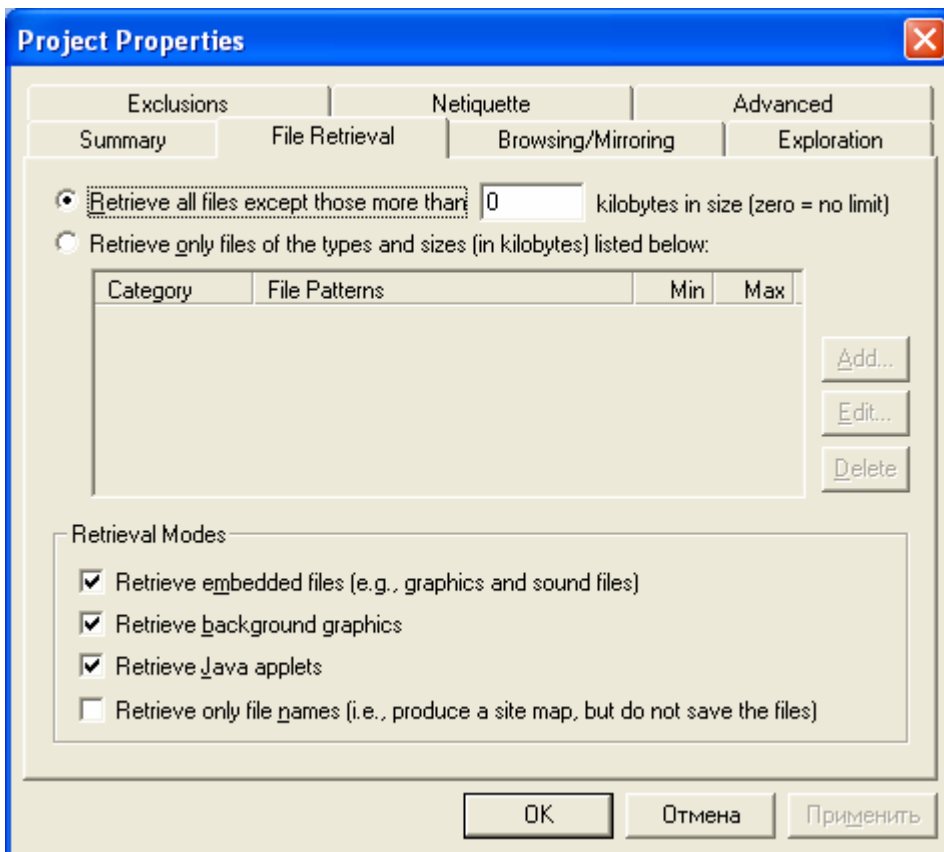 Project Properties
Exclusions Netiquette Advanced
Summary File Retrieval Browsing/Mirroring Exploration
Retrieve all files except those more than 0 kilobytes in size (zero = no limit)
Retrieve only files of the types and sizes (in kilobytes) listed below:
Category File Patterns Min Max
Add...
Edit...
Delete
Retrieval Modes
Retrieve embedded files (e.g., graphics and sound files)
Retrieve background graphics
Retrieve Java applets
Retrieve only file names (i.e., produce a site map, but do not save the files)
OK Отмена Применить